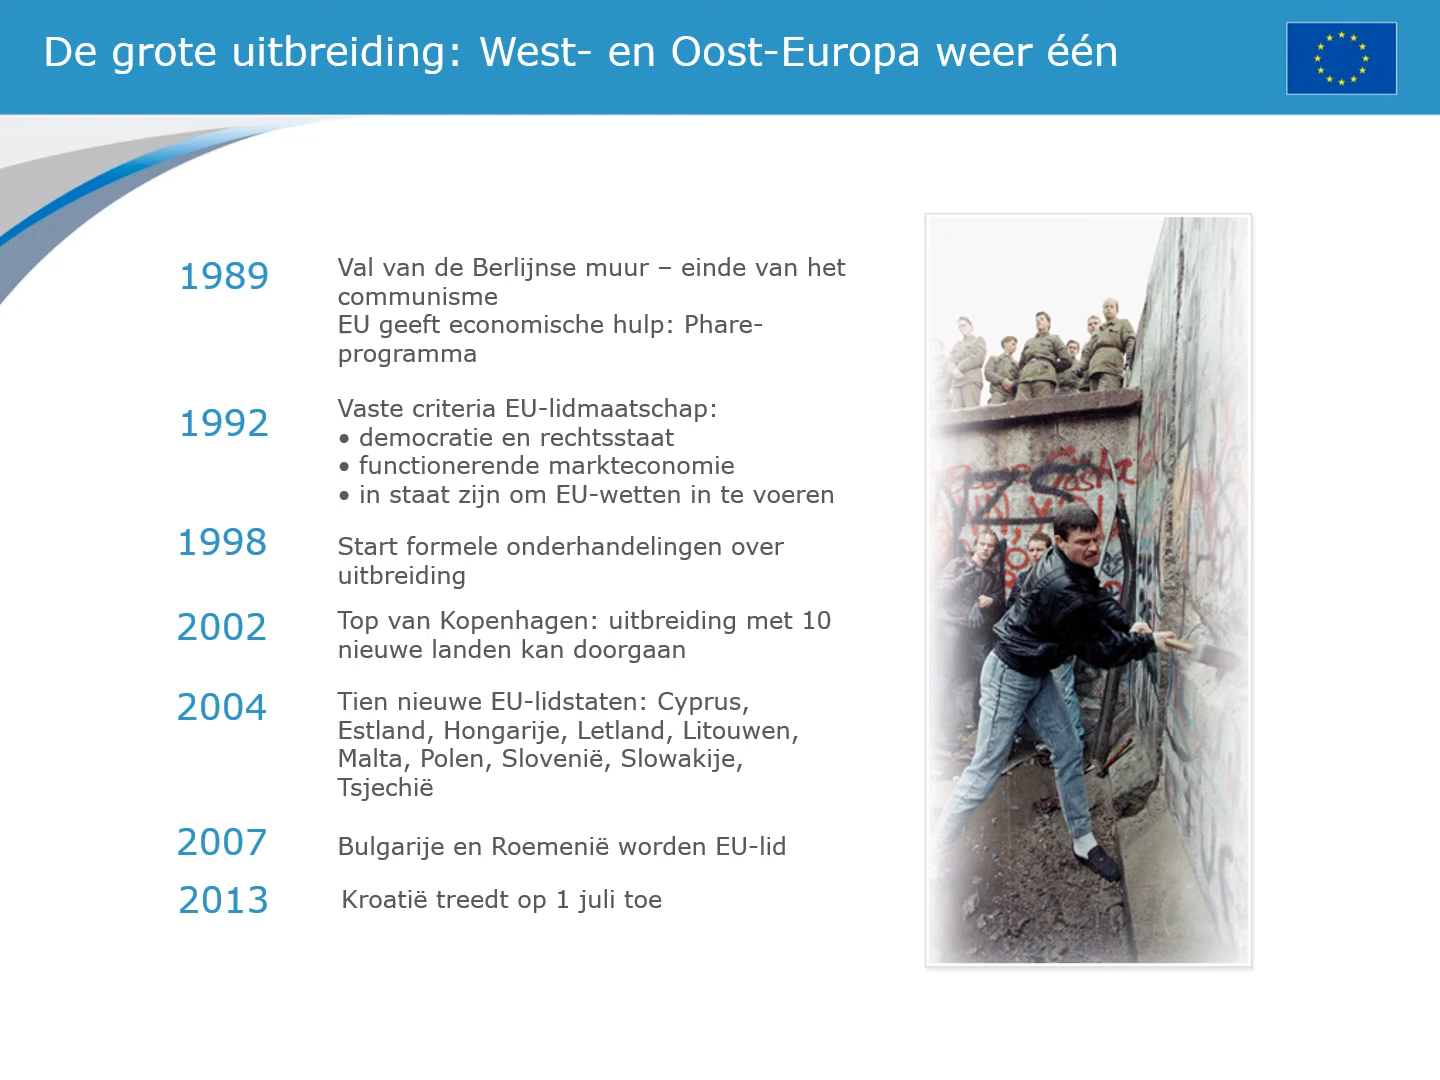 De grote uitbreiding: West- en Oost-Europa weer één
1989
Val van de Berlijnse muur – einde van het
communisme
EU geeft economische hulp: Phare-
programma
1992
Vaste criteria EU-lidmaatschap:
• democratie en rechtsstaat
• functionerende markteconomie
• in staat zijn om EU-wetten in te voeren
1998
Start formele onderhandelingen over
uitbreiding
2002
Top van Kopenhagen: uitbreiding met 10
nieuwe landen kan doorgaan
2004
Tien nieuwe EU-lidstaten: Cyprus,
Estland, Hongarije, Letland, Litouwen,
Malta, Polen, Slovenië, Slowakije,
Tsjechië
2007
Bulgarije en Roemenië worden EU-lid
2013
Kroatië treedt op 1 juli toe